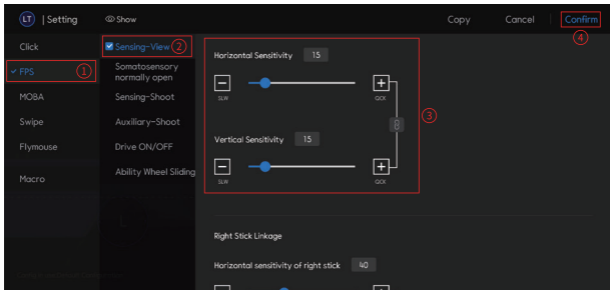 LT | Setting
Show
Copy
Cancel
Confirm
④
Click
✓ FPS ①
MOBA
Swipe
Flymouse
Macro
Sensing-View ②
Somatosensory
normally open
Sensing-Shoot
Auxiliary-Shoot
Drive ON/OFF
Ability Wheel Sliding
Horizontal Sensitivity 15
SLW
QCK
③
Vertical Sensitivity 15
SLW
QCK
Right Stick Linkage
Horizontal sensitivity of right stick 40